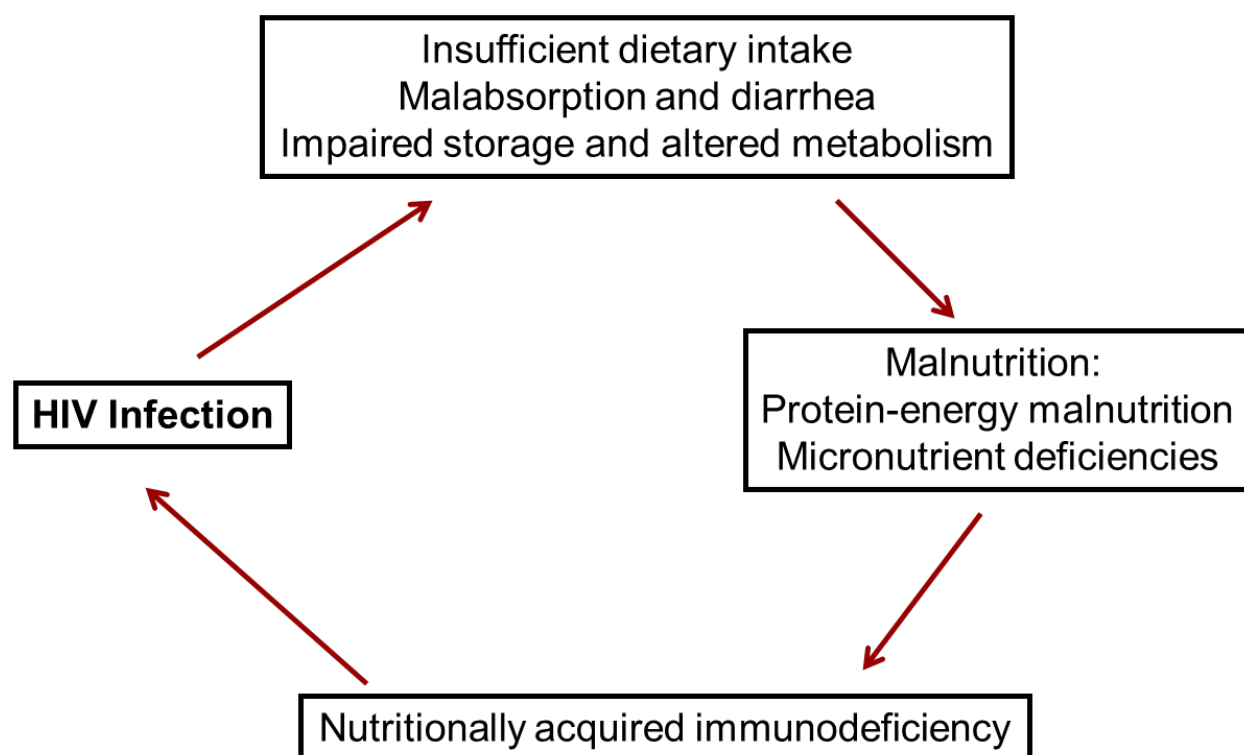 Insufficient dietary intake
Malabsorption and diarrhea
Impaired storage and altered metabolism
Malnutrition:
Protein-energy malnutrition
Micronutrient deficiencies
HIV Infection
Nutritionally acquired immunodeficiency